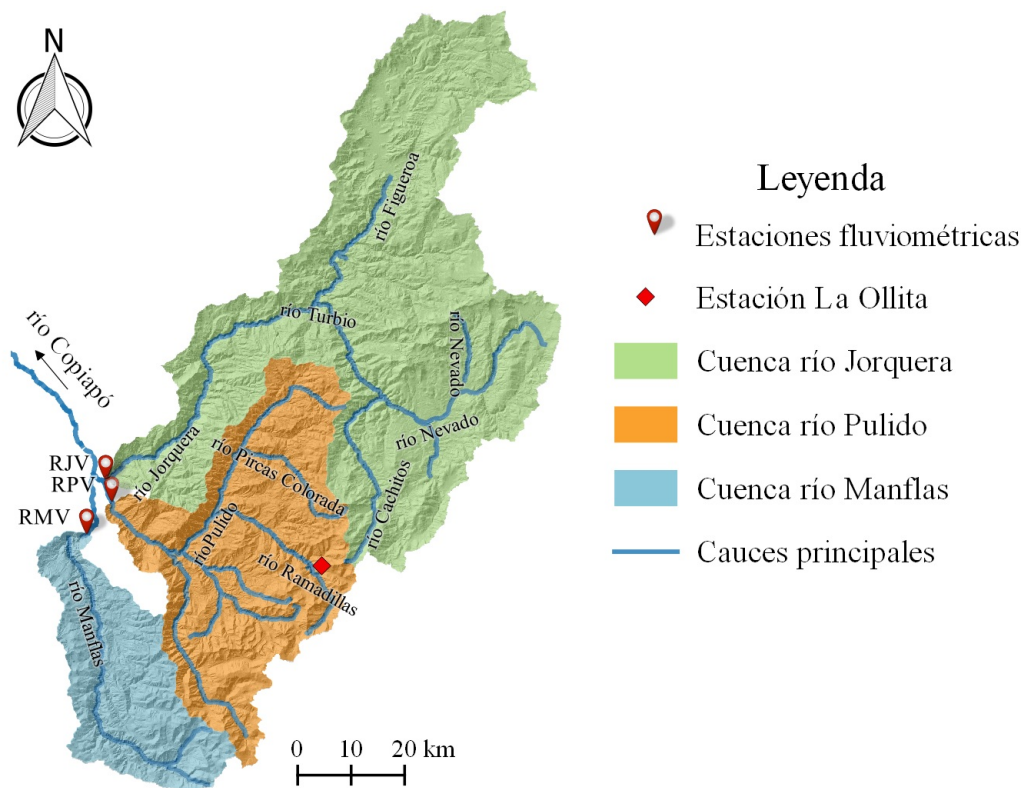 N
Leyenda
Estaciones fluviométricas
Estación La Ollita
Cuenca río Jorquera
Cuenca río Pulido
Cuenca río Manflas
Cauces principales
río Figueroa
río Turbio
río Nevado
río Nevado
río Copiapó
río Jorquera
río Pircas Colorada
río Cachitos
RJV
RPV
RMV
ríoPulido
río Ramadillas
río Manflas
0 10 20 km